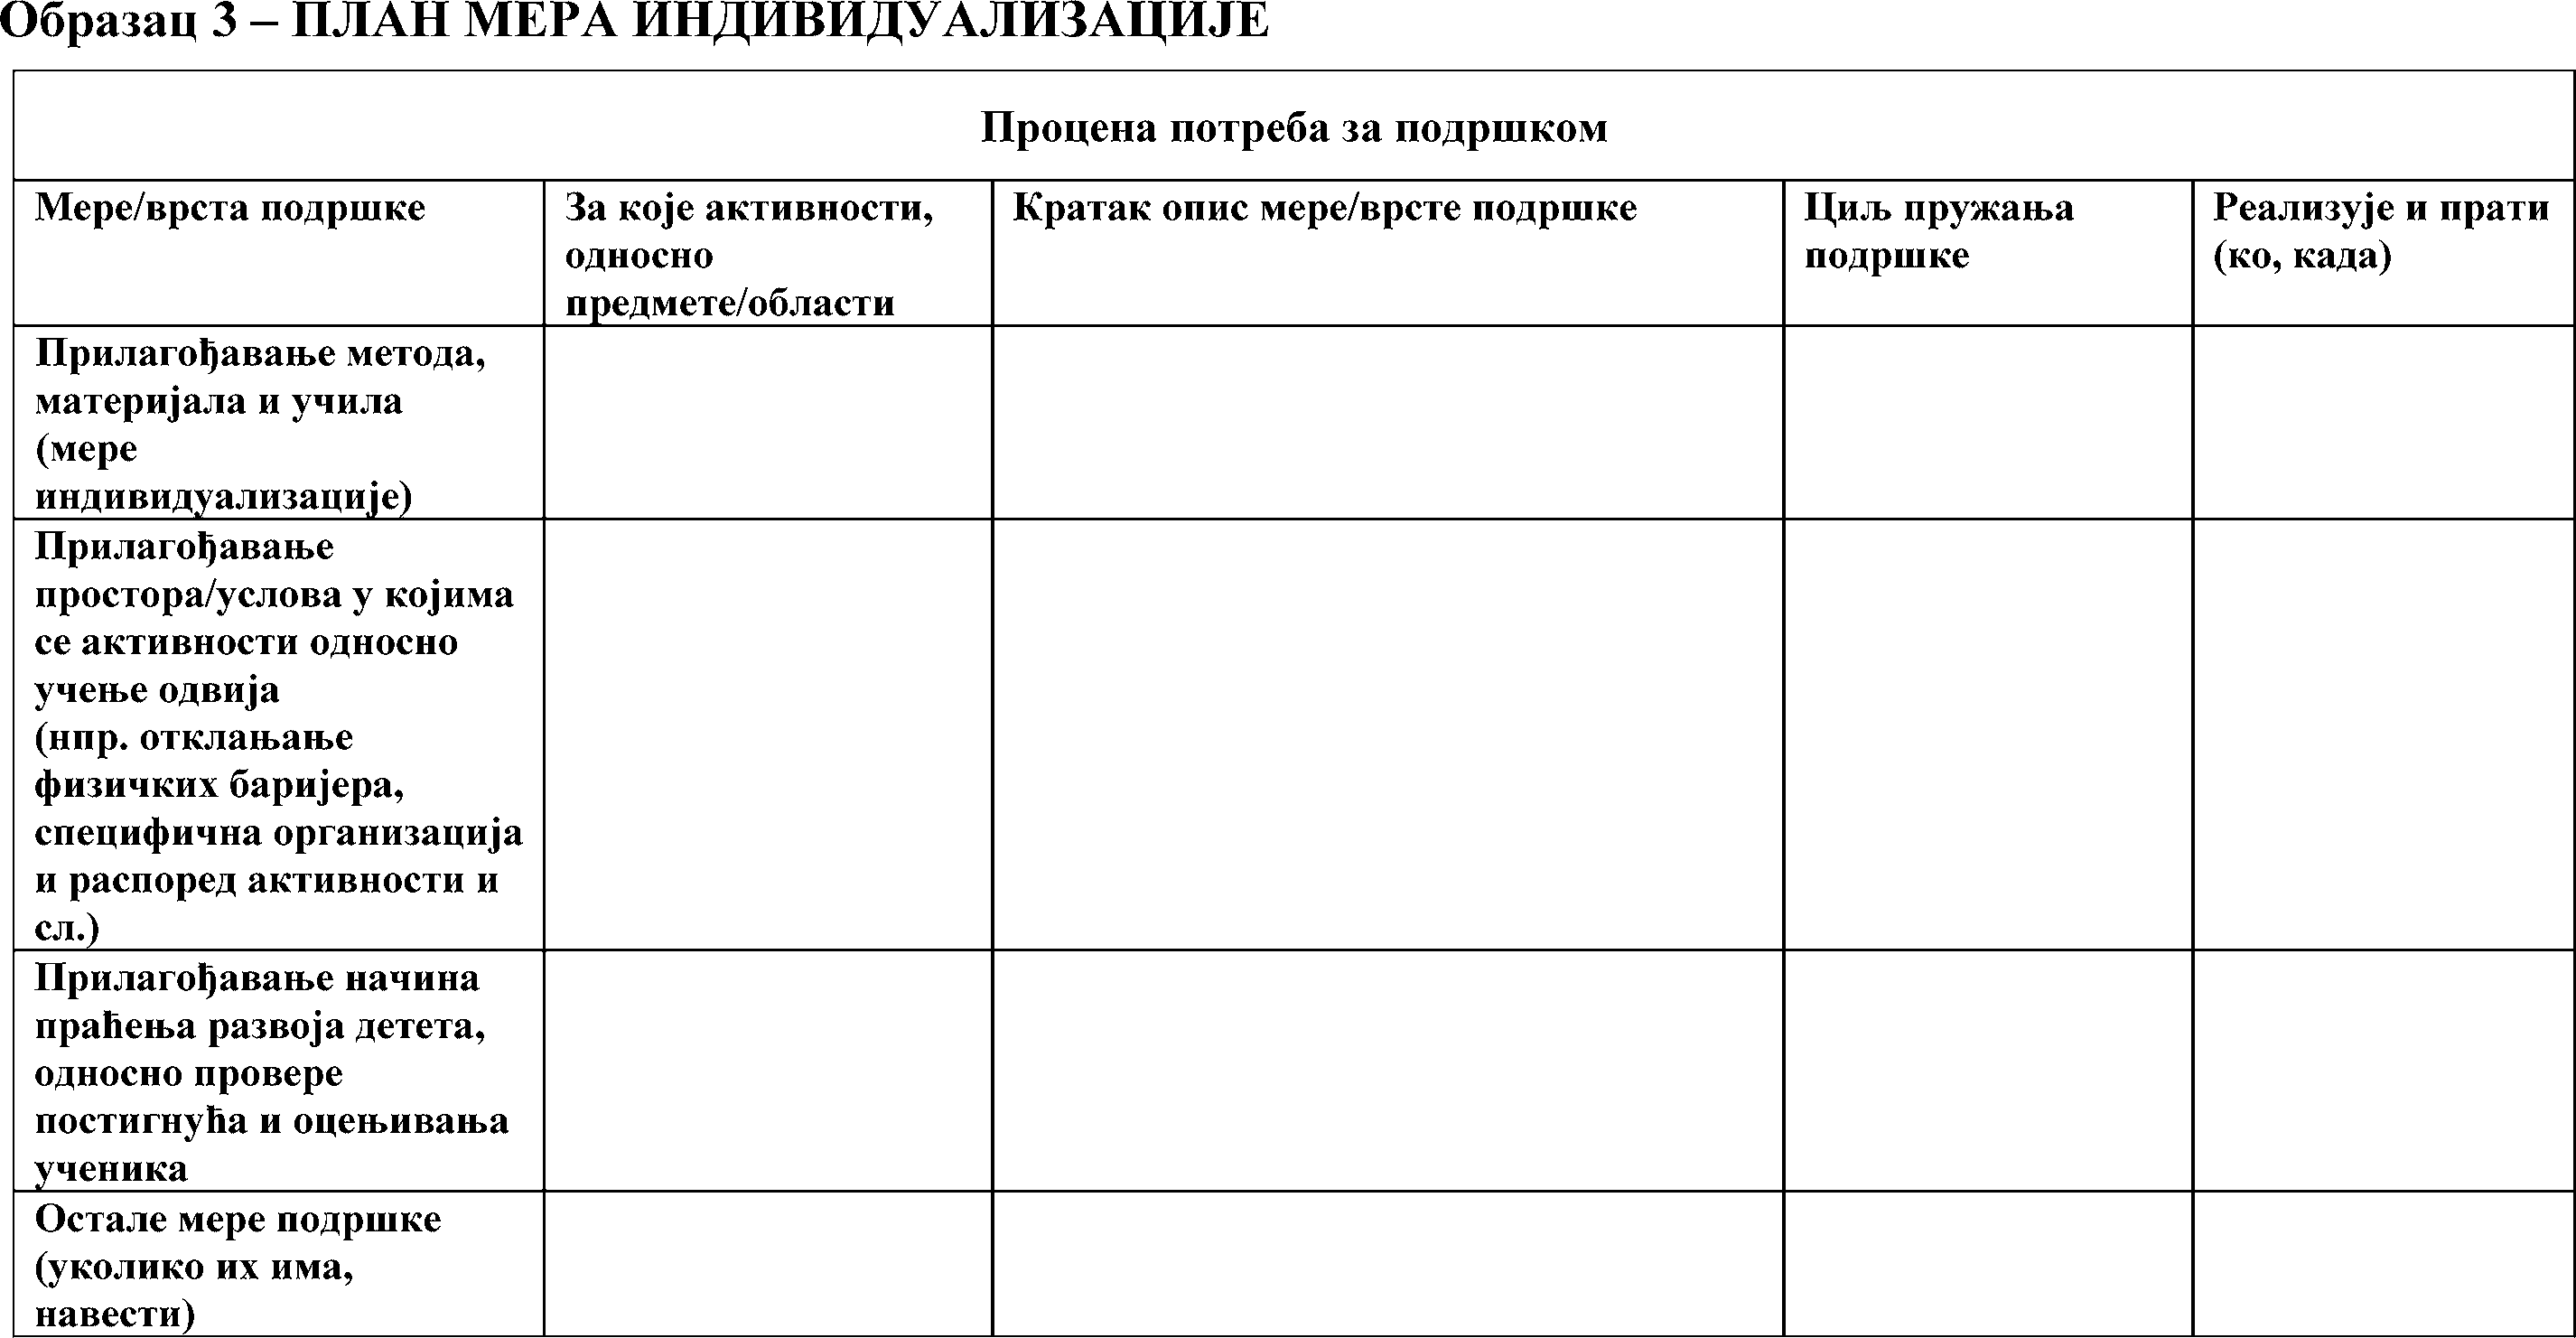 Образац 3 – ПЛАН МЕРА ИНДИВИДУАЛИЗАЦИЈЕ
Процена потреба за подршком
Мере/врста подршке
За које активности,
односно
предмете/области
Кратак опис мере/врсте подршке
Циљ пружања
подршке
Реализује и прати
(ко, када)
Прилагођавање метода,
материјала и учила
(мере
индивидуализације)
Прилагођавање
простора/услова у којима
се активности односно
учење одвија
(нпр. отклањање
физичких баријера,
специфична организација
и распоред активности и
сл.)
Прилагођавање начина
праћења развоја детета,
односно провере
постигнућа и оцењивања
ученика
Остале мере подршке
(уколико их има,
навести)